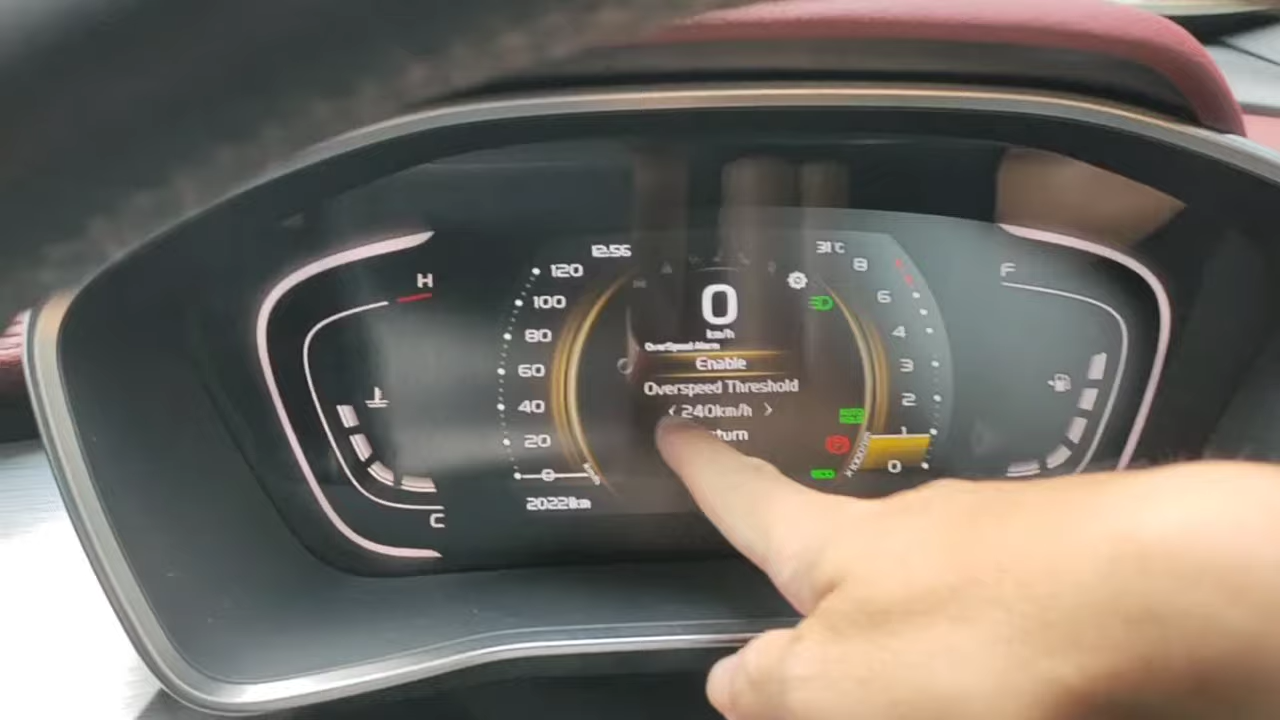 12:56
31°C
H
120
100
80
60
40
20
0
C
20228km
0
km/h
OverSpeed Alarm
Enable
Overspeed Threshold
< 240km/h >
8
6
4
3
2
1
0
F